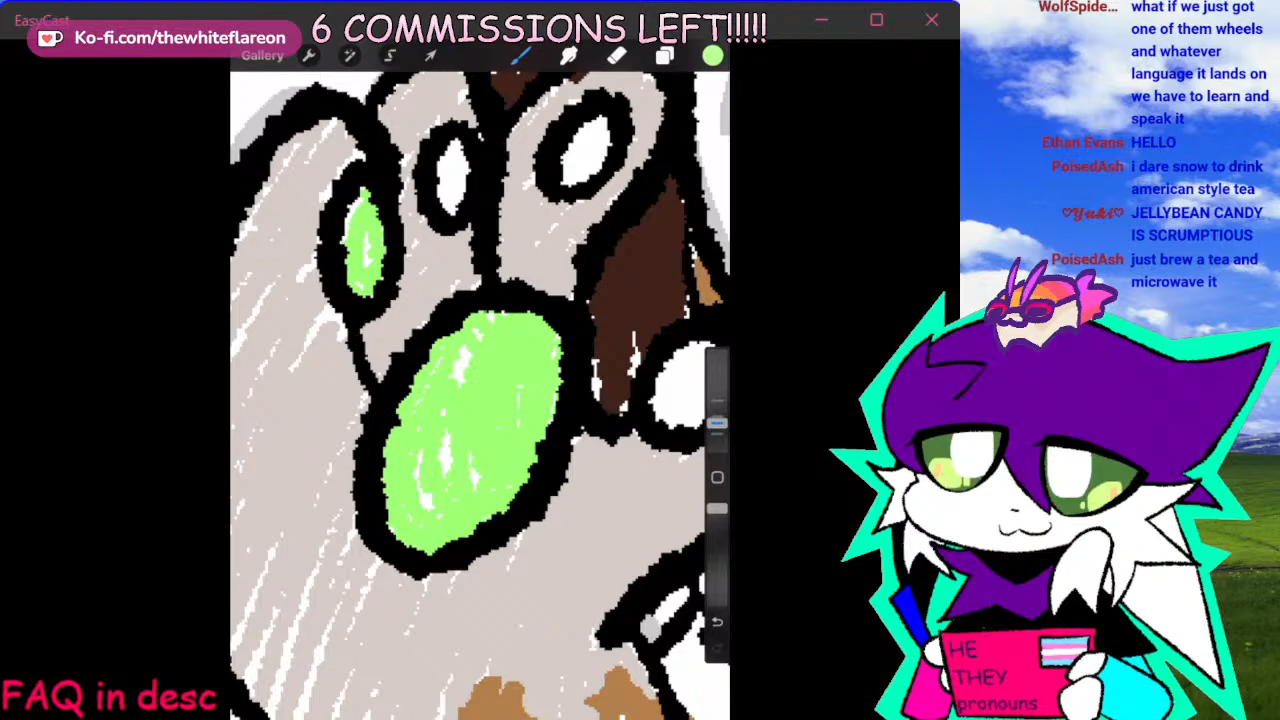 EasyCast
Ko-fi.com/thewhiteflareon
6 COMMISSIONS LEFT!!!!!
Gallery
WolfSpide… what if we just got
one of them wheels
and whatever
language it lands on
we have to learn and
speak it
Ethan Evans HELLO
PoisedAsh i dare snow to drink
american style tea
♡𝓨𝓾𝓴𝓲♡ JELLYBEAN CANDY
IS SCRUMPTIOUS
PoisedAsh just brew a tea and
microwave it
HE
THEY
pronouns
FAQ in desc